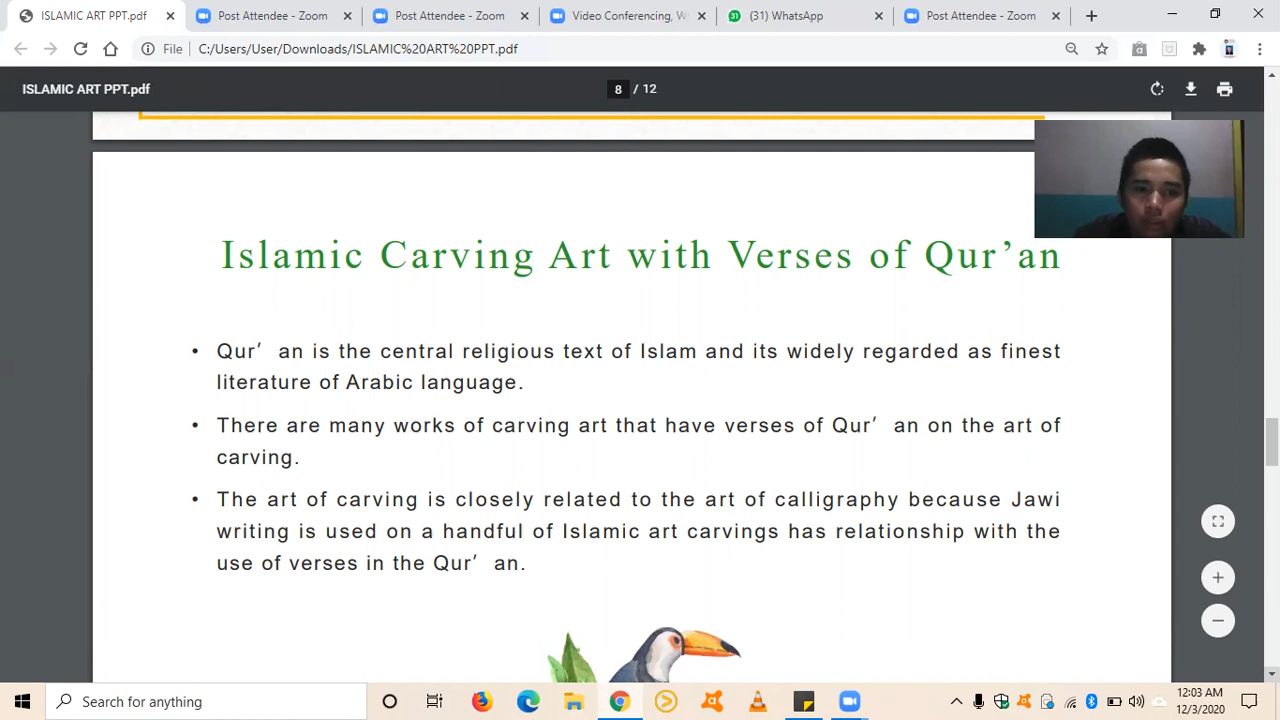 ISLAMIC ART PPT.pdf
Post Attendee - Zoom
Post Attendee - Zoom
Video Conferencing, W
(31) WhatsApp
Post Attendee - Zoom
File
C:/Users/User/Downloads/ISLAMIC%20ART%20PPT.pdf
ISLAMIC ART PPT.pdf
8 / 12
Islamic Carving Art with Verses of Qur’an
• Qur’ an is the central religious text of Islam and its widely regarded as finest
literature of Arabic language.
• There are many works of carving art that have verses of Qur’ an on the art of
carving.
• The art of carving is closely related to the art of calligraphy because Jawi
writing is used on a handful of Islamic art carvings has relationship with the
use of verses in the Qur’ an.
Search for anything
12:03 AM
12/3/2020